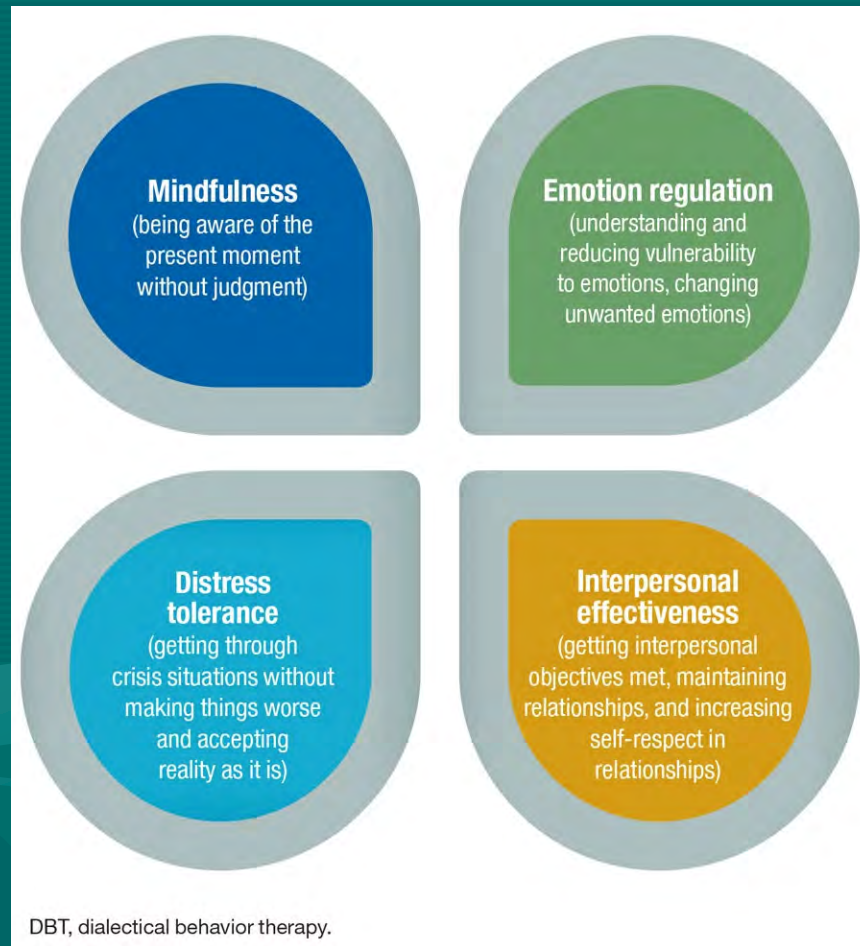 Mindfulness
(being aware of the
present moment
without judgment)
Emotion regulation
(understanding and
reducing vulnerability
to emotions, changing
unwanted emotions)
Distress
tolerance
(getting through
crisis situations without
making things worse
and accepting
reality as it is)
Interpersonal
effectiveness
(getting interpersonal
objectives met, maintaining
relationships, and increasing
self-respect in
relationships)
DBT, dialectical behavior therapy.